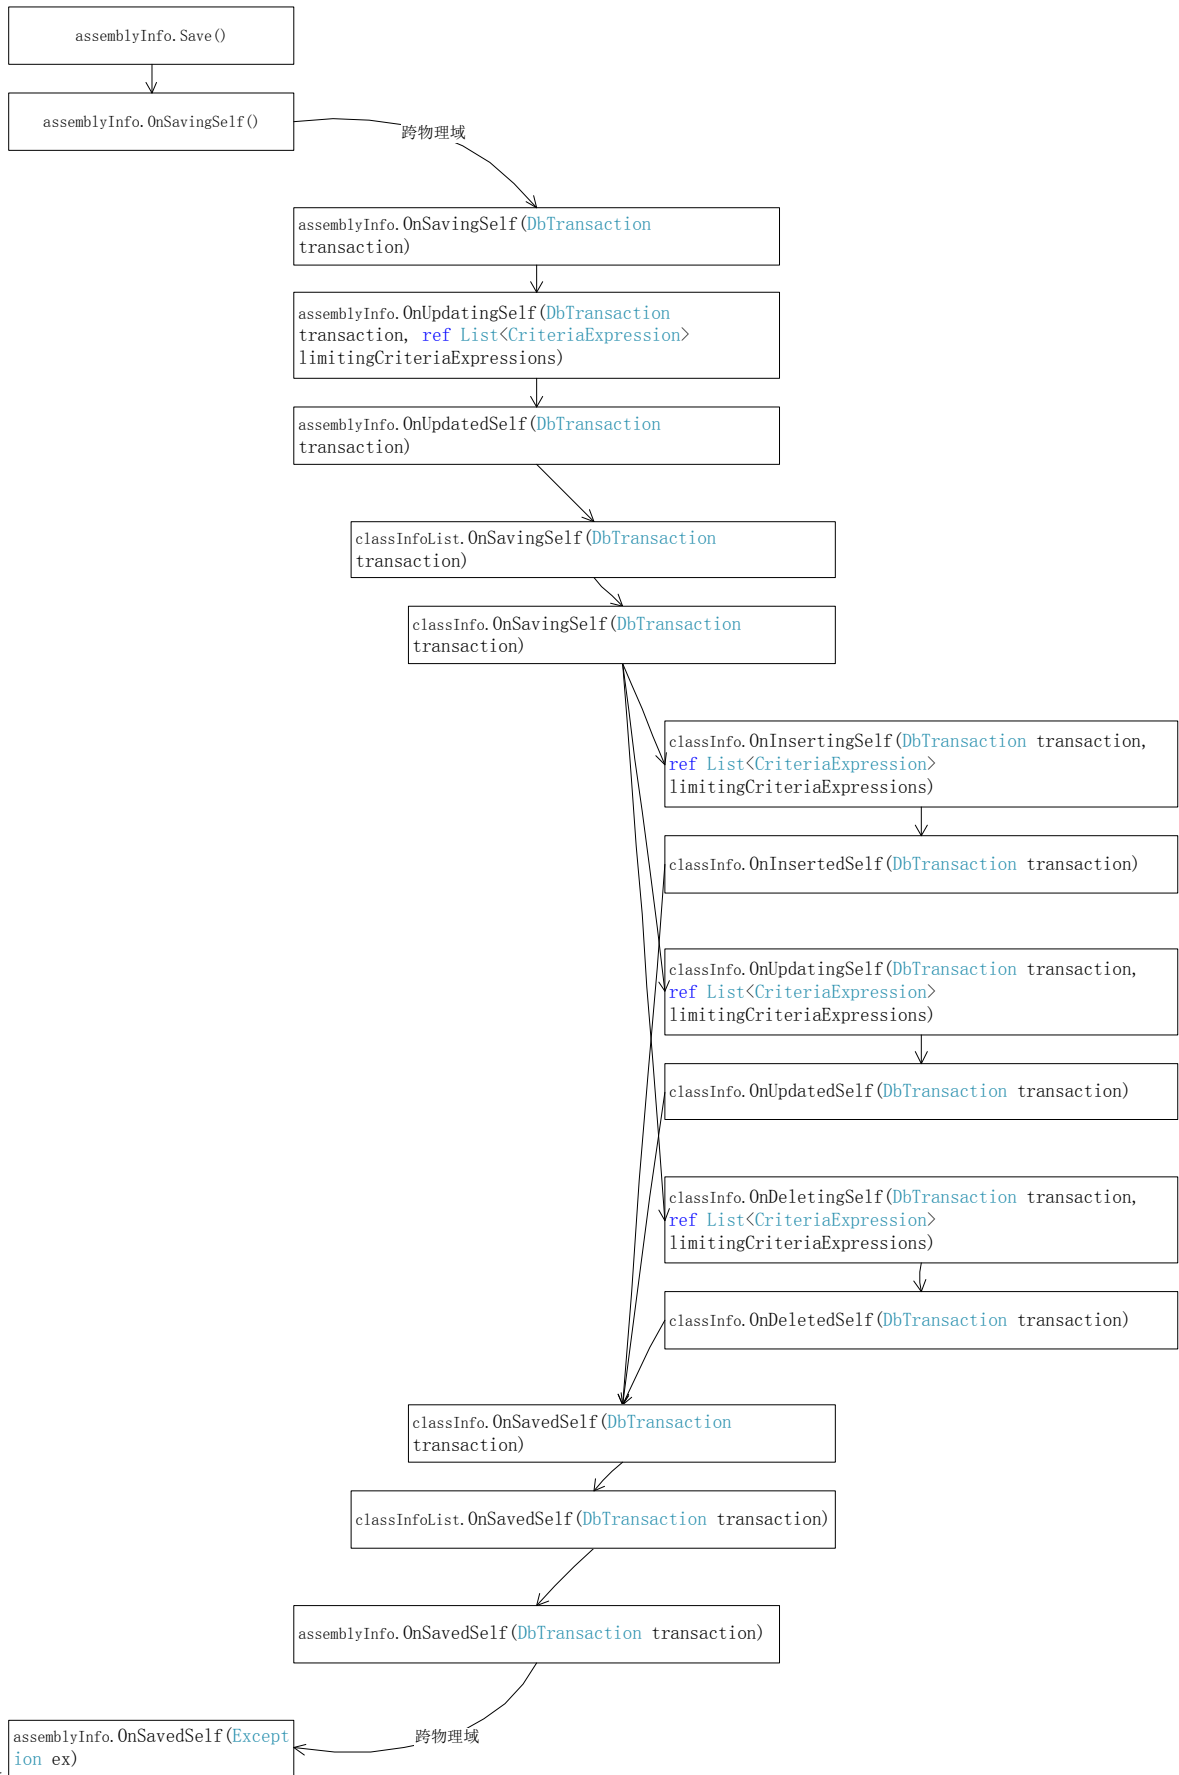 assemblyInfo.Save()
assemblyInfo.OnSavingSelf()
跨物理域
assemblyInfo.OnSavingSelf(DbTransaction
transaction)
assemblyInfo.OnUpdatingSelf(DbTransaction
transaction, ref List<CriteriaExpression>
limitingCriteriaExpressions)
assemblyInfo.OnUpdatedSelf(DbTransaction
transaction)
classInfoList.OnSavingSelf(DbTransaction
transaction)
classInfo.OnSavingSelf(DbTransaction
transaction)
classInfo.OnInsertingSelf(DbTransaction transaction,
ref List<CriteriaExpression>
limitingCriteriaExpressions)
classInfo.OnInsertedSelf(DbTransaction transaction)
classInfo.OnUpdatingSelf(DbTransaction transaction,
ref List<CriteriaExpression>
limitingCriteriaExpressions)
classInfo.OnUpdatedSelf(DbTransaction transaction)
classInfo.OnDeletingSelf(DbTransaction transaction,
ref List<CriteriaExpression>
limitingCriteriaExpressions)
classInfo.OnDeletedSelf(DbTransaction transaction)
classInfo.OnSavedSelf(DbTransaction
transaction)
classInfoList.OnSavedSelf(DbTransaction transaction)
assemblyInfo.OnSavedSelf(DbTransaction transaction)
跨物理域
assemblyInfo.OnSavedSelf(Except
ion ex)